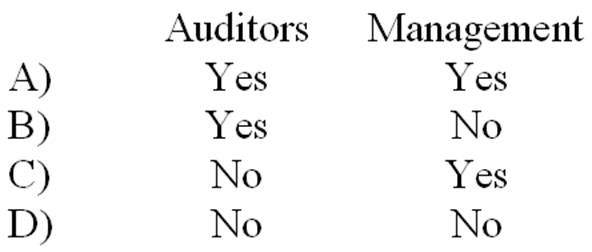 Auditors Management
A) Yes Yes
B) Yes No
C) No Yes
D) No No